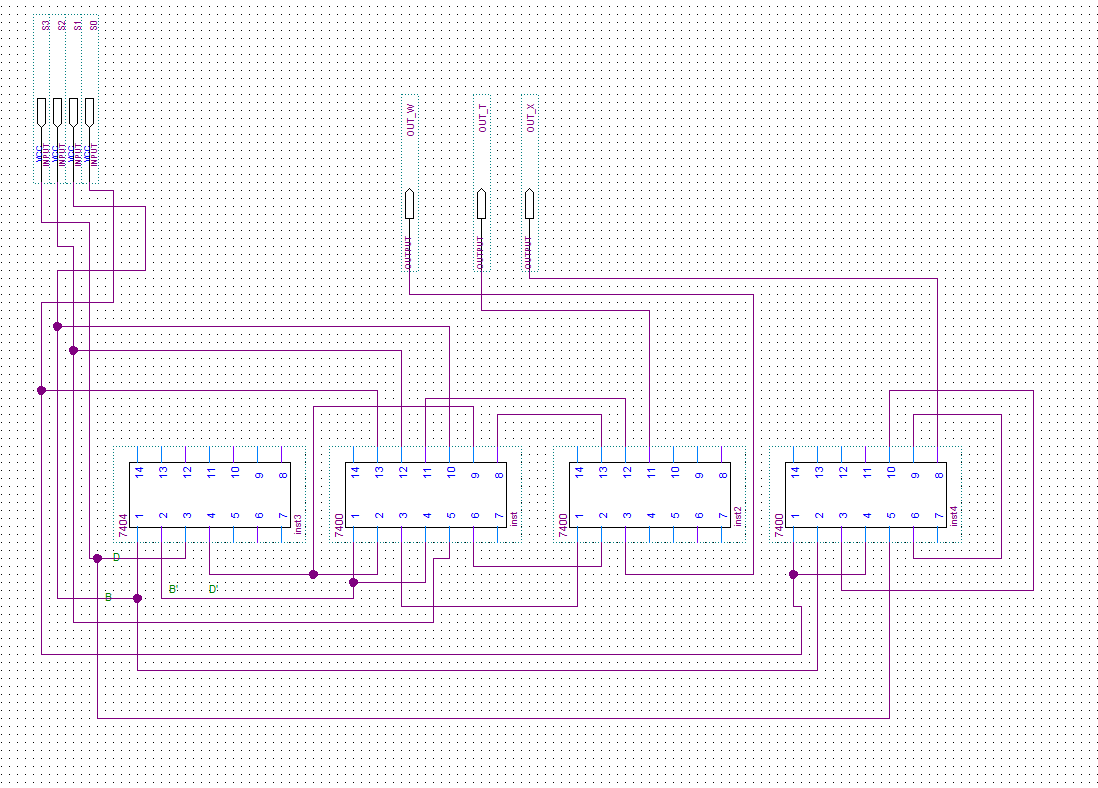 S3
S2
S1
S0
VCC
INPUT
VCC
INPUT
VCC
INPUT
VCC
INPUT
OUT_W
OUT_T
OUT_X
OUTPUT
OUTPUT
OUTPUT
14 13 12 11 10 9 8
1 2 3 4 5 6 7
7404
inst3
14 13 12 11 10 9 8
1 2 3 4 5 6 7
7400
inst
14 13 12 11 10 9 8
1 2 3 4 5 6 7
7400
inst2
14 13 12 11 10 9 8
1 2 3 4 5 6 7
7400
inst4
D
B' D'
B